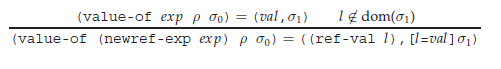 (value-of exp ρ σ₀) = (val,σ₁) l ∉ dom(σ₁)
(value-of (newref-exp exp) ρ σ₀) = ((ref-val l),[l=val]σ₁)